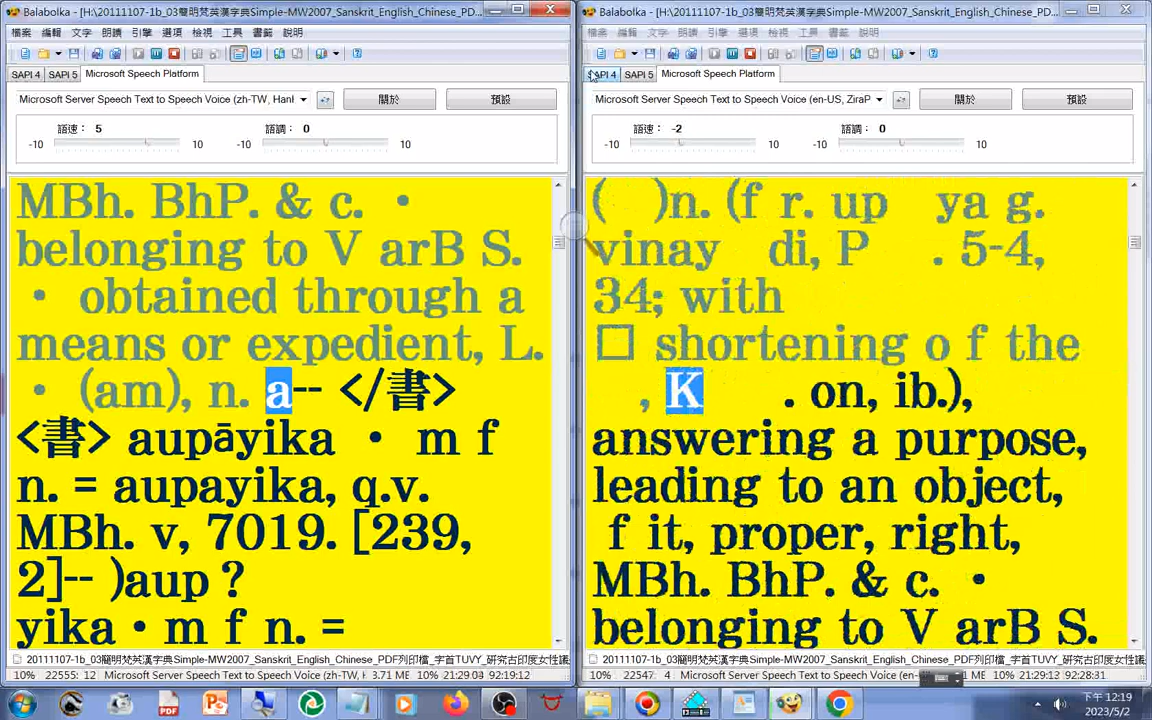 Balabolka - [H:\20111107-1b_03簡明梵英漢字典Simple-MW2007_Sanskrit_English_Chinese_PD...
檔案 編輯 文字 朗讀 引擎 選項 檢視 工具 書籤 說明
SAPI 4 SAPI 5 Microsoft Speech Platform
Microsoft Server Speech Text to Speech Voice (zh-TW, Hanl 關於 預設
語速: 5 語調: 0
-10 10 -10 10
MBh. BhP. & c. •
belonging to V arB S.
• obtained through a
means or expedient, L.
• (am), n. a-- </書>
<書> aupāyika • m f
n. = aupayika, q.v.
MBh. v, 7019. [239,
2]-- )aup ?
yika • m f n. =
20111107-1b_03簡明梵英漢字典Simple-MW2007_Sanskrit_English_Chinese_PDF列印檔_字首TUVY_研究古印度女性議
10% 22555: 12 Microsoft Server Speech Text to Speech Voice (zh-TW, H 3.71 ME 10% 21:29:04 92:19:12
Balabolka - [H:\20111107-1b_03簡明梵英漢字典Simple-MW2007_Sanskrit_English_Chinese_PD...
檔案 編輯 文字 朗讀 引擎 選項 檢視 工具 書籤 說明
SAPI 4 SAPI 5 Microsoft Speech Platform
Microsoft Server Speech Text to Speech Voice (en-US, ZiraP 關於 預設
語速: -2 語調: 0
-10 10 -10 10
( )n. (f r. up ya g.
vinay di, P . 5-4,
34; with
□ shortening o f the
, K . on, ib.),
answering a purpose,
leading to an object,
f it, proper, right,
MBh. BhP. & c. •
belonging to V arB S.
20111107-1b_03簡明梵英漢字典Simple-MW2007_Sanskrit_English_Chinese_PDF列印檔_字首TUVY_研究古印度女性議
10% 22547: 4 Microsoft Server Speech Text to Speech Voice (en-U 10% 21:29:13 92:28:31
下午 12:19
2023/5/2